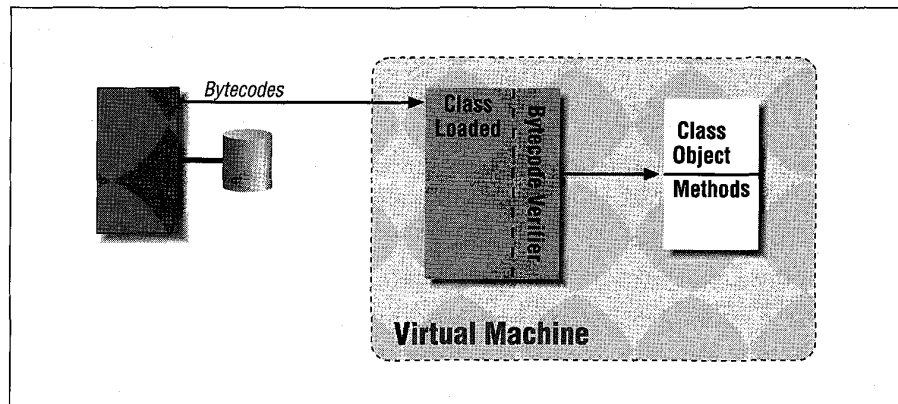 Bytecodes
Class
Loaded
Bytecode Verifier
Class
Object
Methods
Virtual Machine